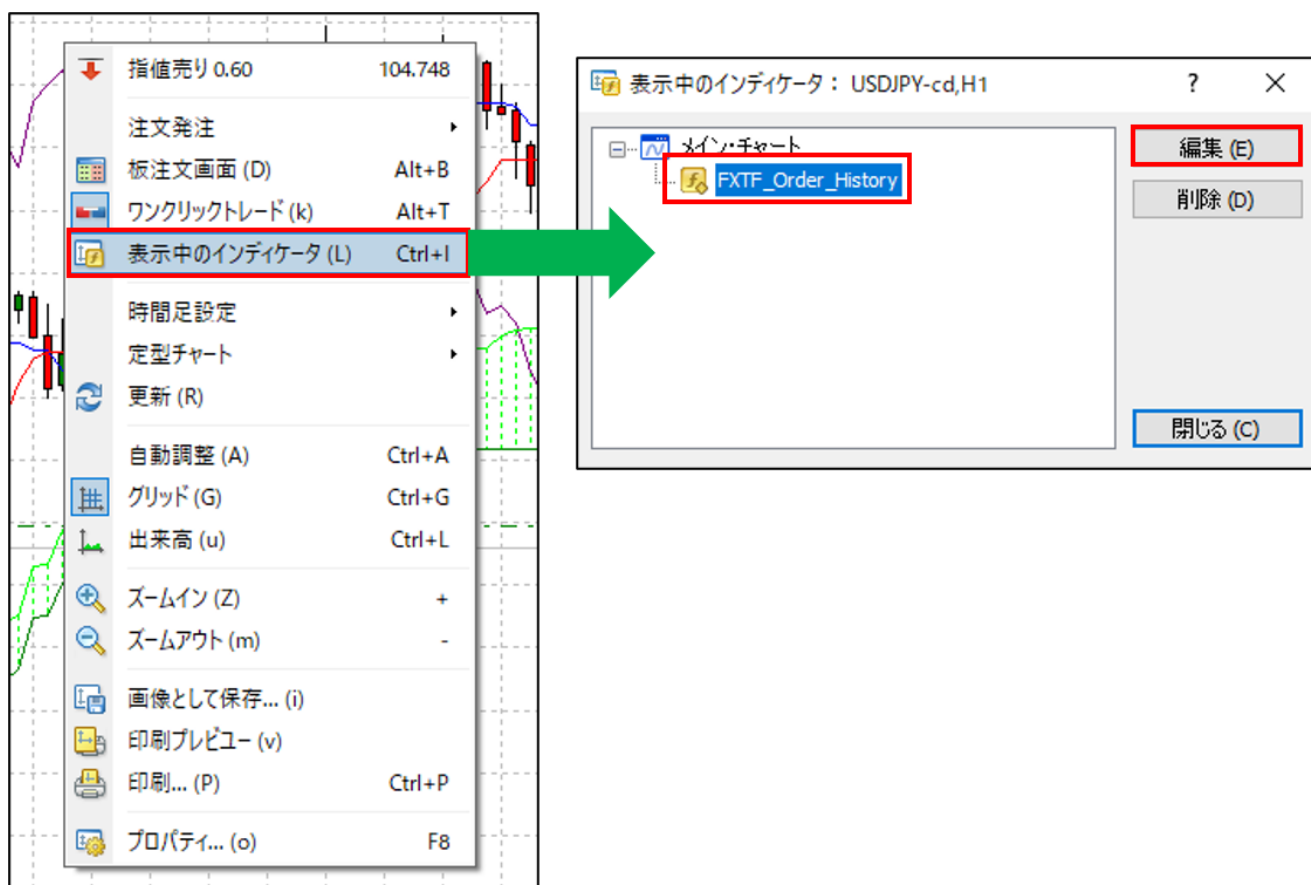 指値売り 0.60 104.748
注文発注
板注文画面 (D) Alt+B
ワンクリックトレード (k) Alt+T
表示中のインディケータ (L) Ctrl+I
時間足設定
定型チャート
更新 (R)
自動調整 (A) Ctrl+A
グリッド (G) Ctrl+G
出来高 (u) Ctrl+L
ズームイン (Z) +
ズームアウト (m) -
画像として保存... (i)
印刷プレビュー (v)
印刷... (P) Ctrl+P
プロパティ... (o) F8
表示中のインディケータ： USDJPY-cd,H1 ?
メイン・チャート
FXTF_Order_History
編集 (E)
削除 (D)
閉じる (C)